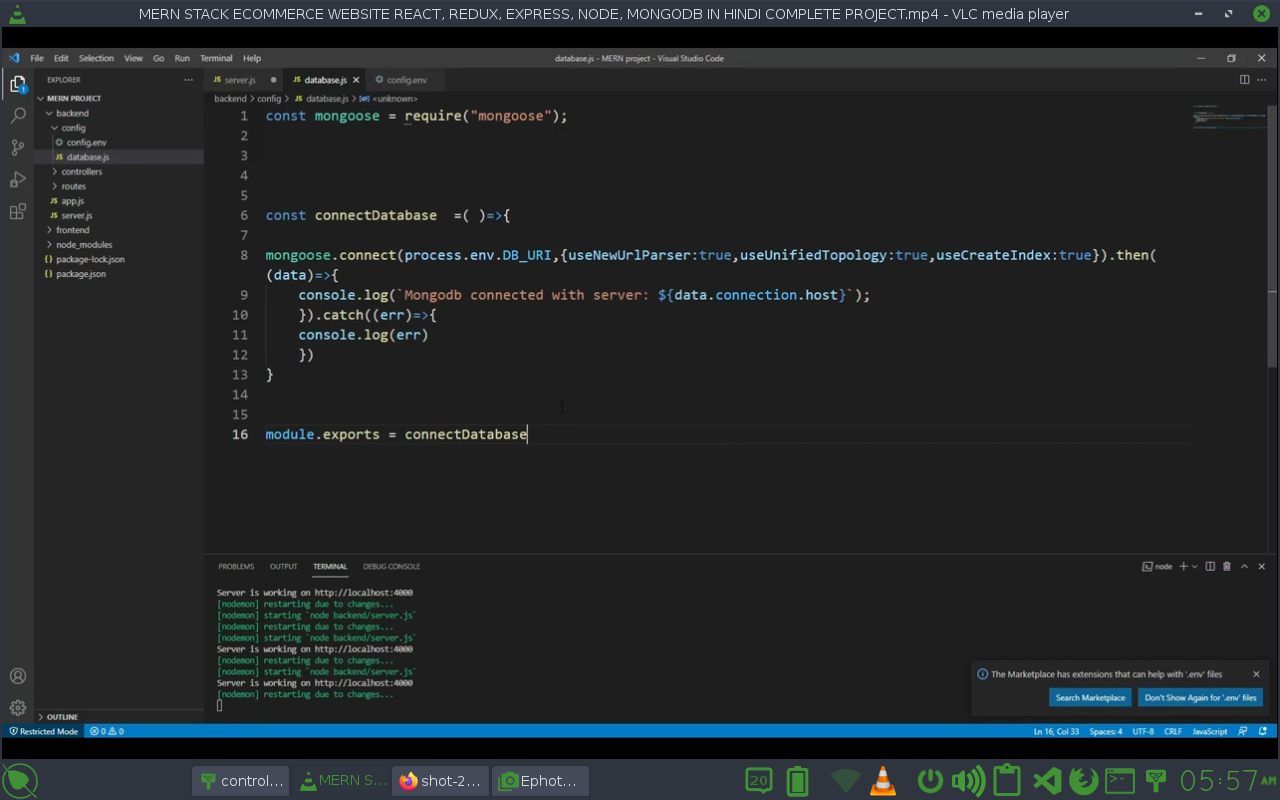 MERN STACK ECOMMERCE WEBSITE REACT, REDUX, EXPRESS, NODE, MONGODB IN HINDI COMPLETE PROJECT.mp4 - VLC media player
File Edit Selection View Go Run Terminal Help
database.js - MERN project - Visual Studio Code
EXPLORER
MERN PROJECT
backend
config
config.env
JS database.js
controllers
routes
JS app.js
JS server.js
frontend
node_modules
{} package-lock.json
{} package.json
OUTLINE
JS server.js
JS database.js
config.env
backend > config > JS database.js > <unknown>
1 const mongoose = require("mongoose");
2
3
4
5
6 const connectDatabase =( )=>{
7
8 mongoose.connect(process.env.DB_URI,{useNewUrlParser:true,useUnifiedTopology:true,useCreateIndex:true}).then(
(data)=>{
9 console.log(`Mongodb connected with server: ${data.connection.host}`);
10 }).catch((err)=>{
11 console.log(err)
12 })
13 }
14
15
16 module.exports = connectDatabase
PROBLEMS OUTPUT TERMINAL DEBUG CONSOLE
node
Server is working on http://localhost:4000
[nodemon] restarting due to changes...
[nodemon] starting `node backend/server.js`
[nodemon] restarting due to changes...
[nodemon] starting `node backend/server.js`
Server is working on http://localhost:4000
[nodemon] restarting due to changes...
[nodemon] starting `node backend/server.js`
Server is working on http://localhost:4000
[nodemon] restarting due to changes...
The Marketplace has extensions that can help with '.env' files
Search Marketplace
Don't Show Again for '.env' files
Restricted Mode 0 0
Ln 16, Col 33 Spaces: 4 UTF-8 CRLF JavaScript
control... MERN S... shot-2... Ephot...
20
05:57 AM